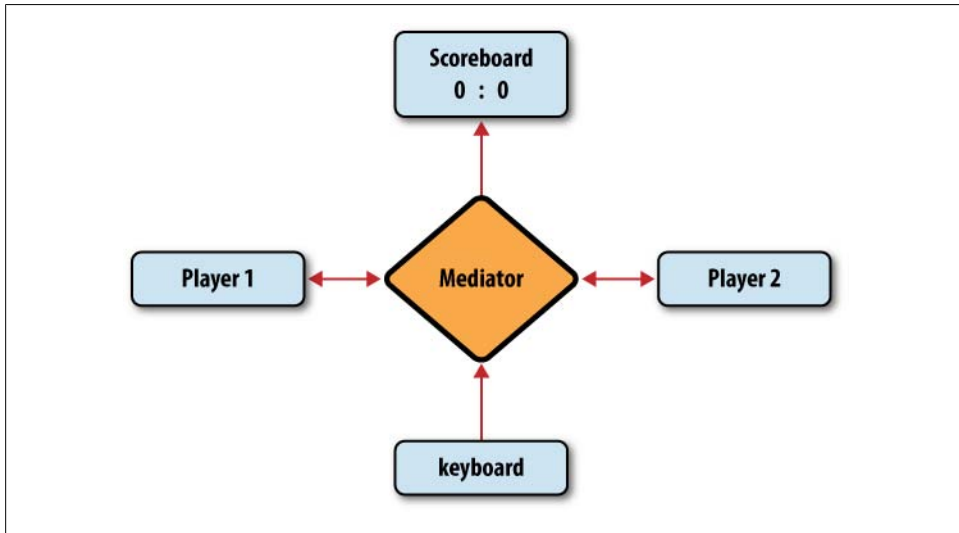 Scoreboard
0 : 0
Player 1
Mediator
Player 2
keyboard